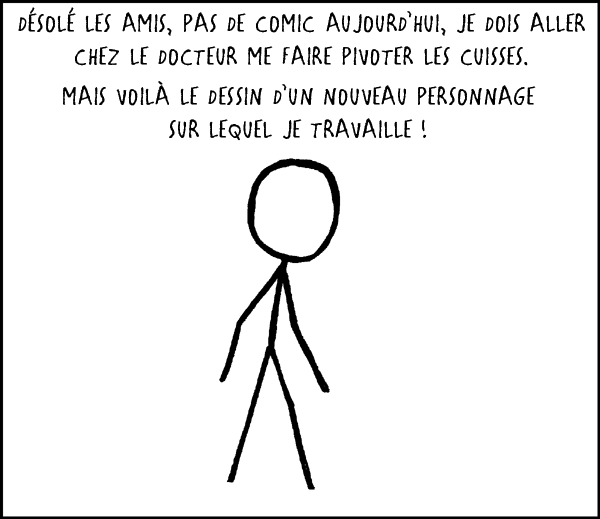 DÉSOLÉ LES AMIS, PAS DE COMIC AUJOURD'HUI, JE DOIS ALLER
CHEZ LE DOCTEUR ME FAIRE PIVOTER LES CUISSES.
MAIS VOILÀ LE DESSIN D'UN NOUVEAU PERSONNAGE
SUR LEQUEL JE TRAVAILLE !